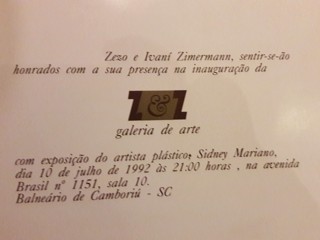 Zezo e Ivaní Zimermann, sentir-se-ão
honrados com a sua presença na inauguração da
Z&Z
galeria de arte
com exposição do artista plástico, Sidney Mariano,
dia 10 de julho de 1992 às 21:00 horas , na avenida
Brasil nº 1151, sala 10.
Balneário de Camboriú - SC